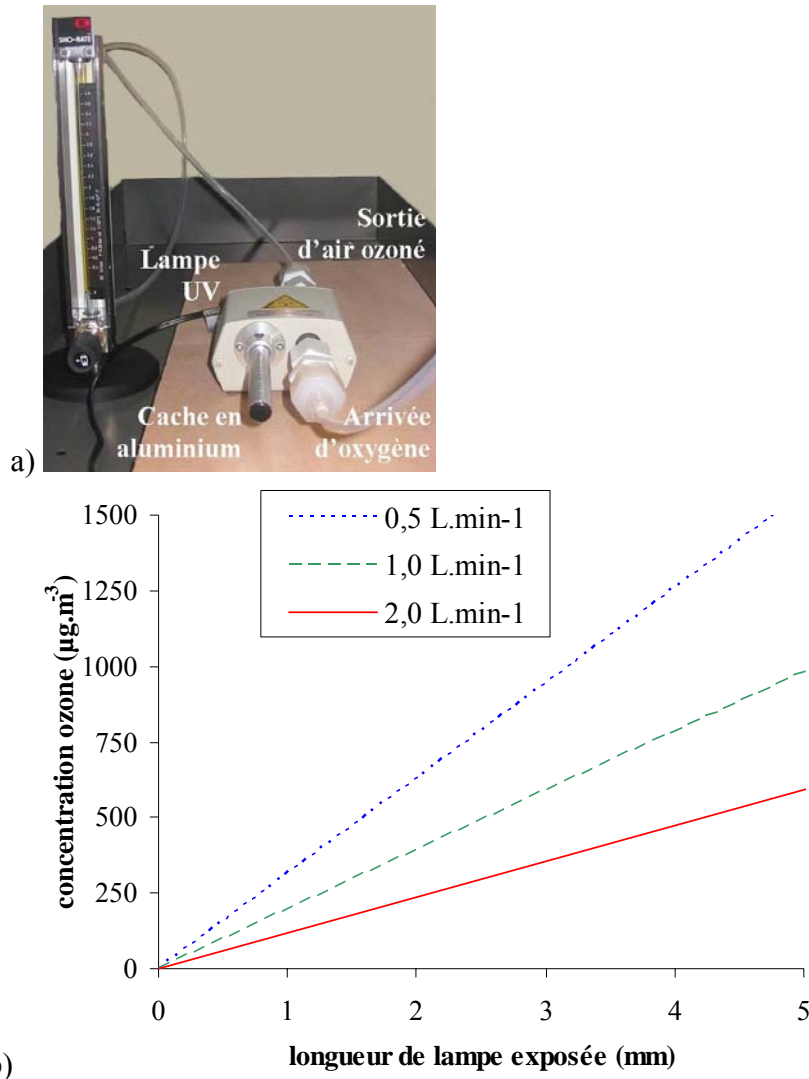 SHO-RATE
Sortie
d'air ozoné
Lampe
UV
Cache en
aluminium
Arrivée
d'oxygène
a)
0,5 L.min-1
1,0 L.min-1
2,0 L.min-1
concentration ozone (µg.m-3)
1500
1250
1000
750
500
250
0
0 1 2 3 4 5
longueur de lampe exposée (mm)